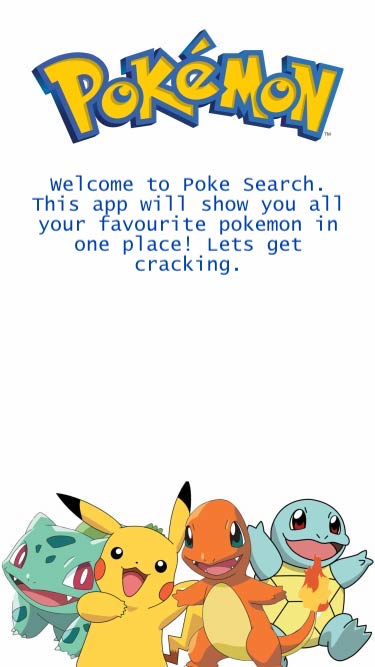 POKéMON
TM
Welcome to Poke Search.
This app will show you all
your favourite pokemon in
one place! Lets get
cracking.